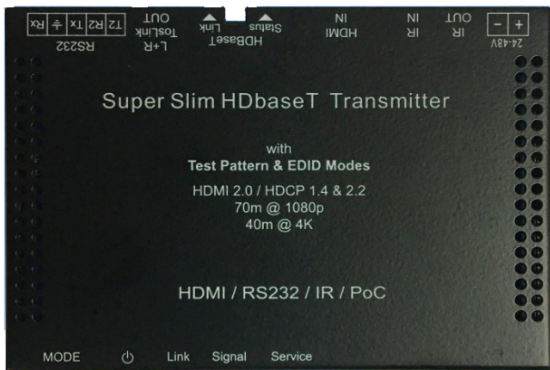 Rx ⏚ Tx R2 T2
RS232
L+R
TosLink
OUT
Link
HDBaseT
Status
HDMI
IN
IR
IN
IR
OUT
- +
24-48V
Super Slim HDbaseT Transmitter
with
Test Pattern & EDID Modes
HDMI 2.0 / HDCP 1.4 & 2.2
70m @ 1080p
40m @ 4K
HDMI / RS232 / IR / PoC
MODE ⏻ Link Signal Service